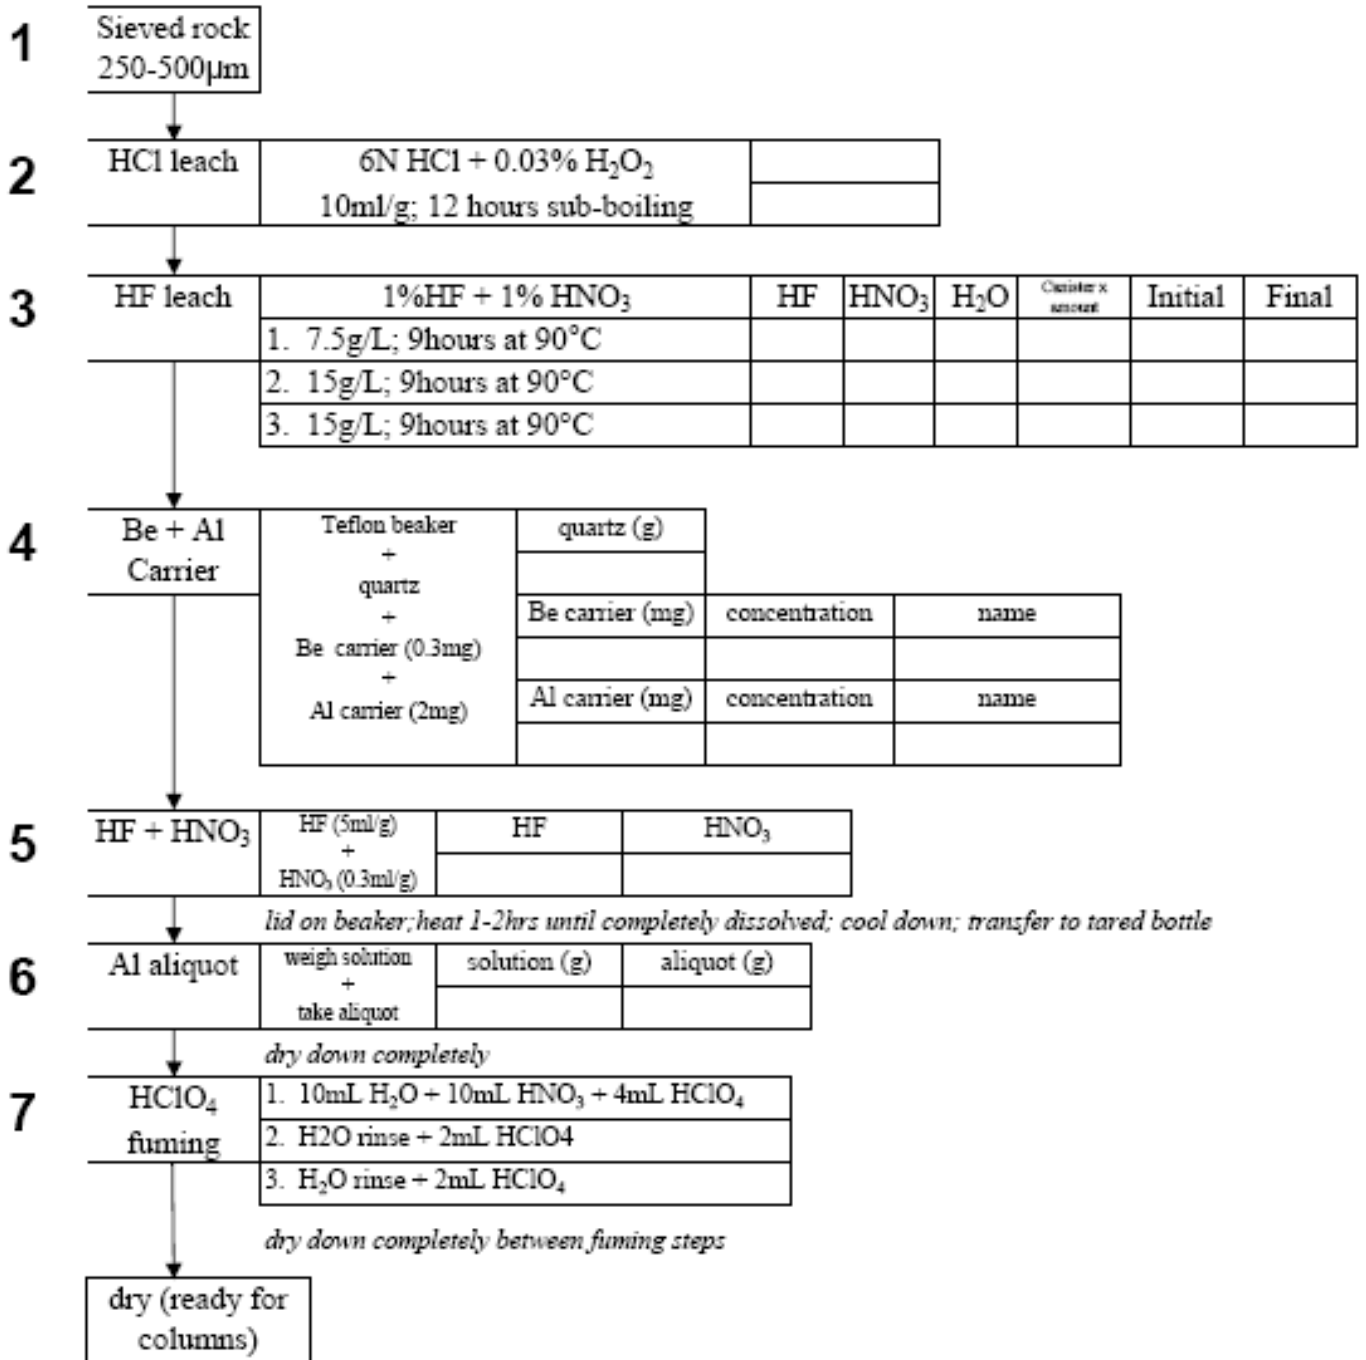 1
Sieved rock
250-500μm
2
HCl leach
6N HCl + 0.03% H₂O₂
10ml/g; 12 hours sub-boiling
3
HF leach
1%HF + 1% HNO₃
HF
HNO₃
H₂O
Canister x
amount
Initial
Final
1. 7.5g/L; 9hours at 90°C
2. 15g/L; 9hours at 90°C
3. 15g/L; 9hours at 90°C
4
Be + Al
Carrier
Teflon beaker
+
quartz
+
Be carrier (0.3mg)
+
Al carrier (2mg)
quartz (g)
Be carrier (mg)
concentration
name
Al carrier (mg)
concentration
name
5
HF + HNO₃
HF (5ml/g)
+
HNO₃ (0.3ml/g)
HF
HNO₃
lid on beaker; heat 1-2hrs until completely dissolved; cool down; transfer to tared bottle
6
Al aliquot
weigh solution
+
take aliquot
solution (g)
aliquot (g)
dry down completely
7
HClO₄
fuming
1. 10mL H₂O + 10mL HNO₃ + 4mL HClO₄
2. H2O rinse + 2mL HClO4
3. H₂O rinse + 2mL HClO₄
dry down completely between fuming steps
dry (ready for
columns)